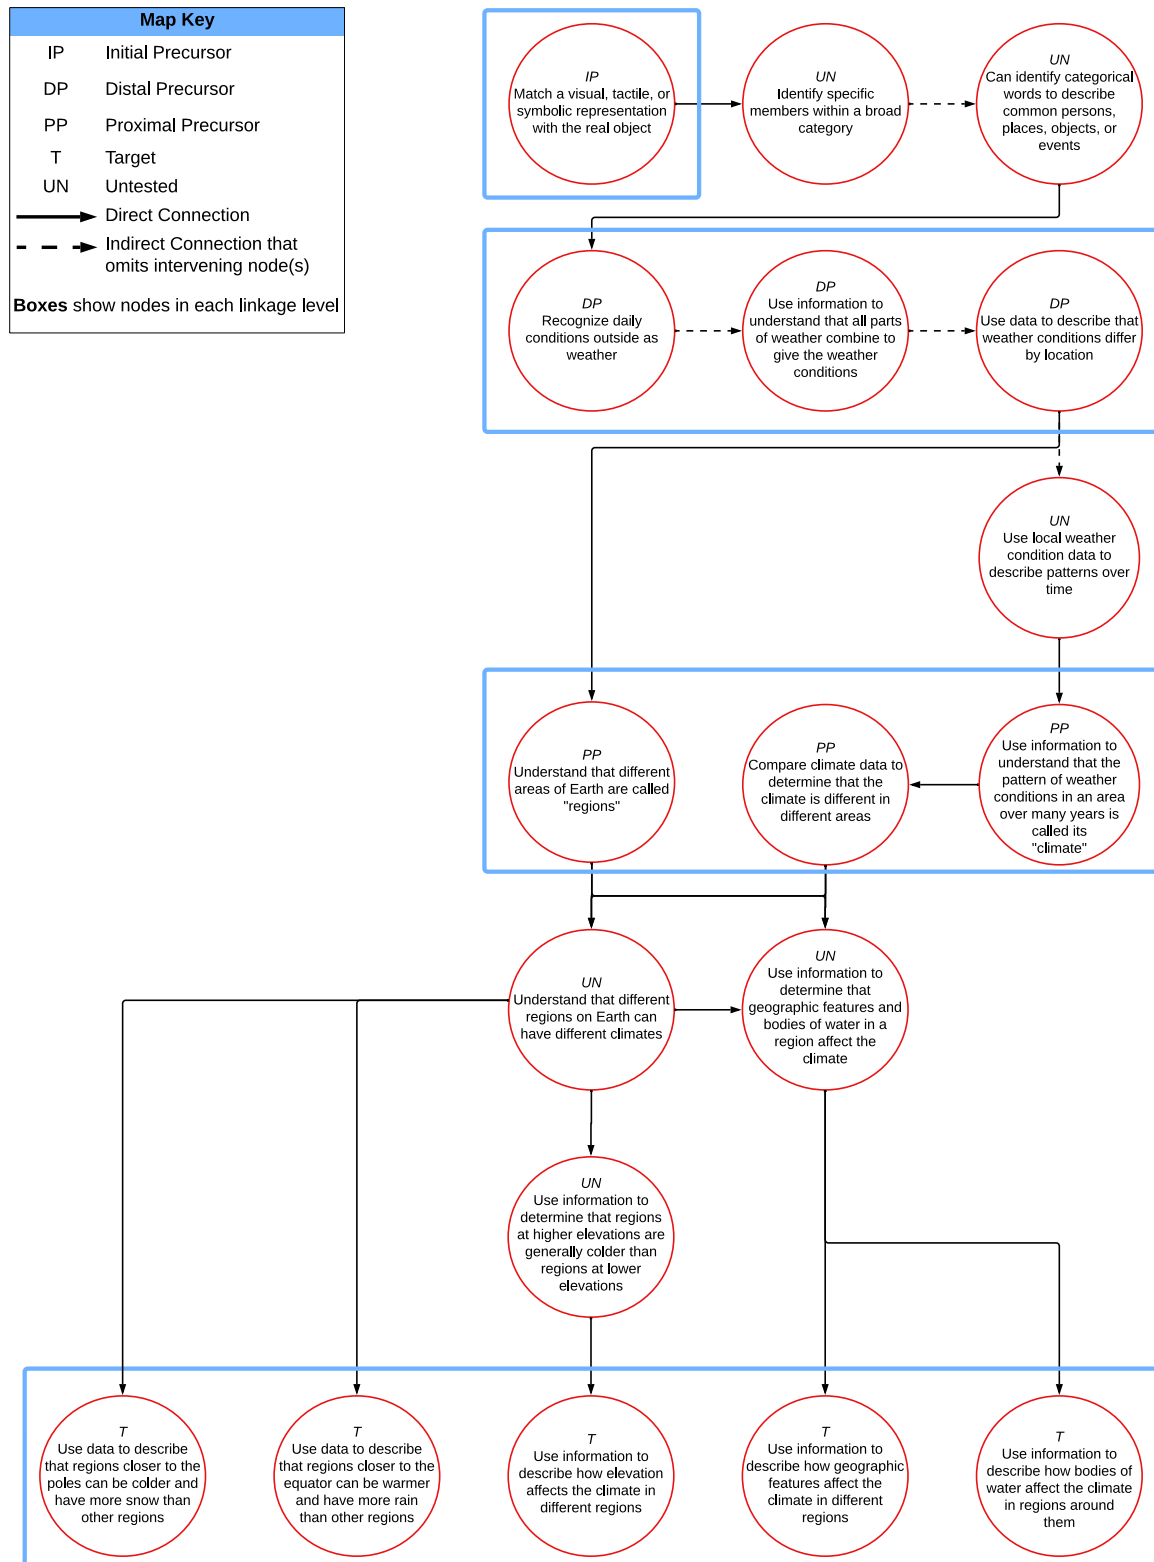 Map Key
IP Initial Precursor
DP Distal Precursor
PP Proximal Precursor
T Target
UN Untested
Direct Connection
Indirect Connection that
omits intervening node(s)
Boxes show nodes in each linkage level
IP
Match a visual, tactile, or
symbolic representation
with the real object
UN
Identify specific
members within a broad
category
UN
Can identify categorical
words to describe
common persons,
places, objects, or
events
DP
Recognize daily
conditions outside as
weather
DP
Use information to
understand that all parts
of weather combine to
give the weather
conditions
DP
Use data to describe that
weather conditions differ
by location
UN
Use local weather
condition data to
describe patterns over
time
PP
Understand that different
areas of Earth are called
"regions"
PP
Compare climate data to
determine that the
climate is different in
different areas
PP
Use information to
understand that the
pattern of weather
conditions in an area
over many years is
called its
"climate"
UN
Understand that different
regions on Earth can
have different climates
UN
Use information to
determine that
geographic features and
bodies of water in a
region affect the
climate
UN
Use information to
determine that regions
at higher elevations are
generally colder than
regions at lower
elevations
T
Use data to describe
that regions closer to the
poles can be colder and
have more snow than
other regions
T
Use data to describe
that regions closer to the
equator can be warmer
and have more rain
than other regions
T
Use information to
describe how elevation
affects the climate in
different regions
T
Use information to
describe how geographic
features affect the
climate in different
regions
T
Use information to
describe how bodies of
water affect the climate
in regions around
them